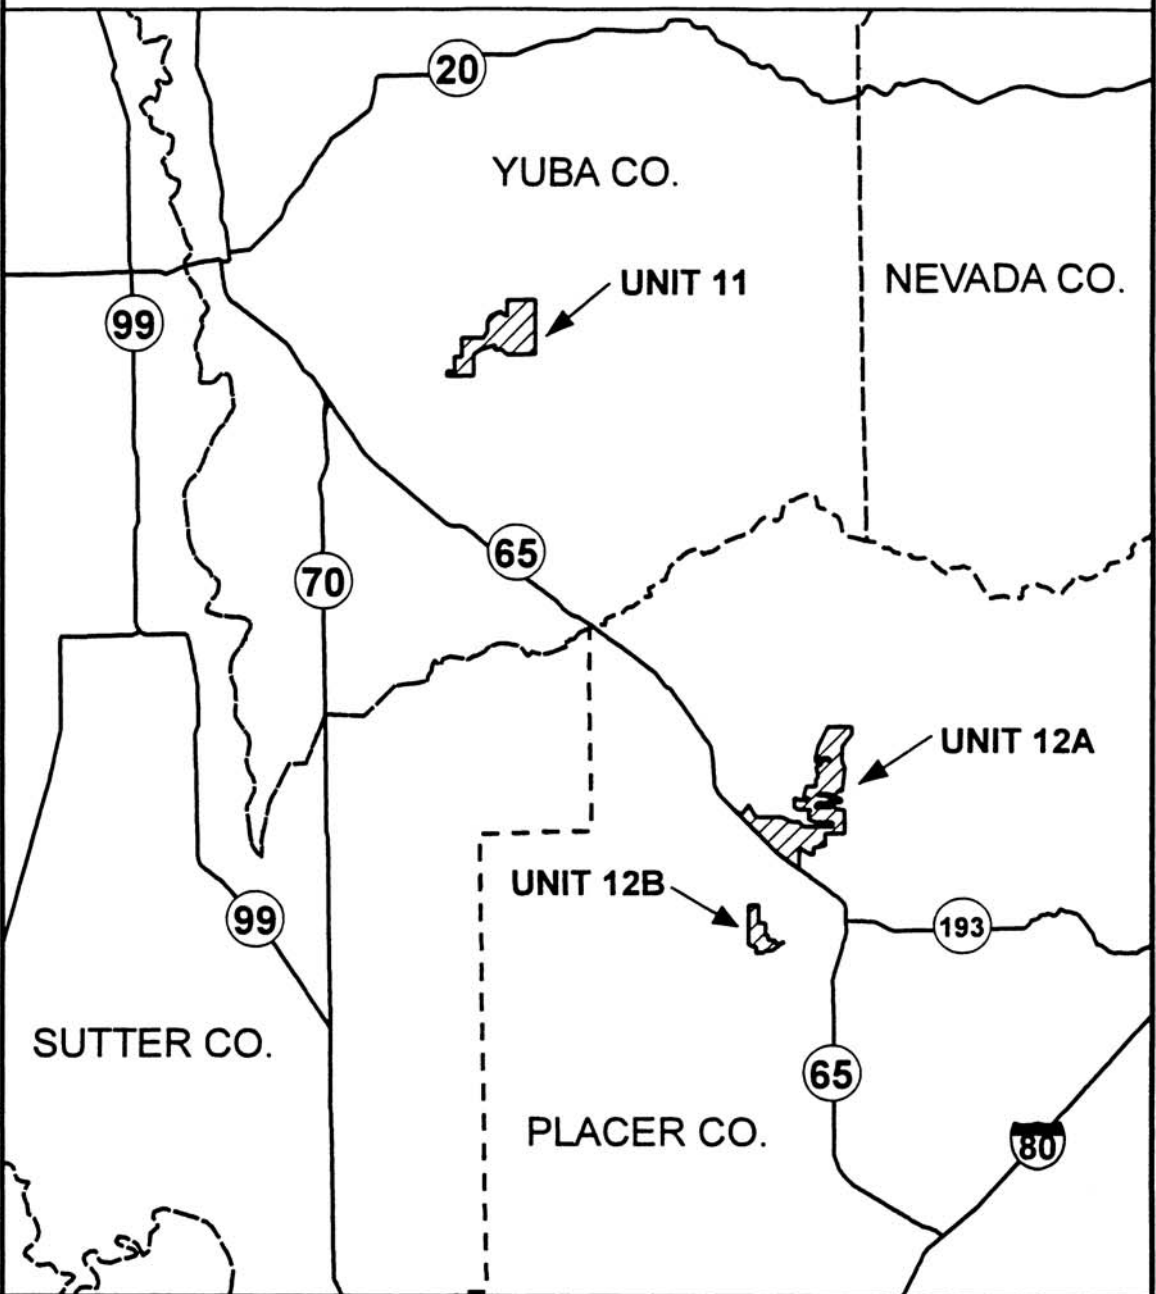 20
YUBA CO.
UNIT 11
NEVADA CO.
99
65
70
UNIT 12A
UNIT 12B
99
193
SUTTER CO.
65
PLACER CO.
80